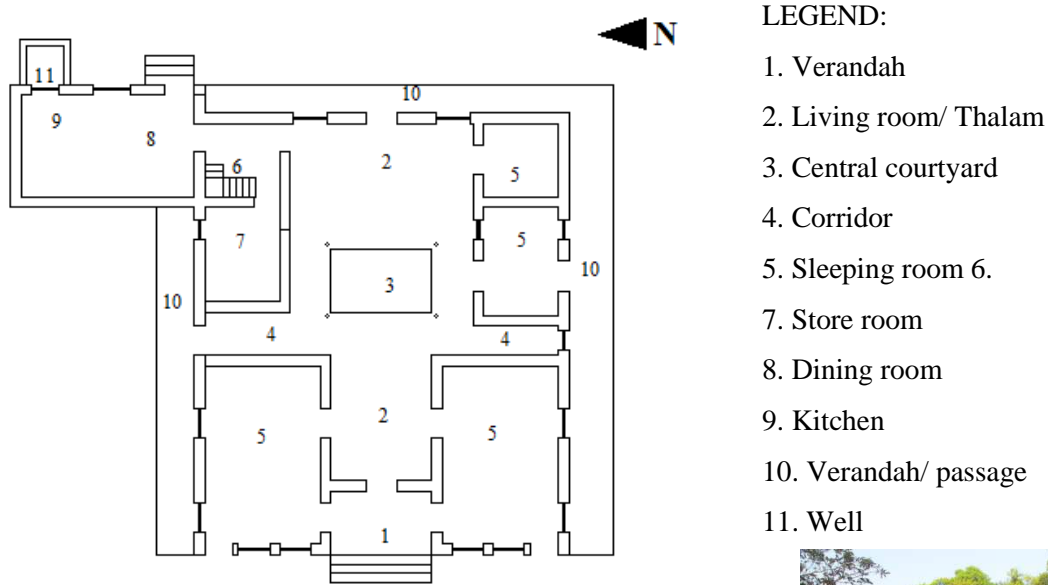 N
11
10
9
8
2
6
5
7
5
3
10
10
4
4
5
2
5
1
LEGEND:
1. Verandah
2. Living room/ Thalam
3. Central courtyard
4. Corridor
5. Sleeping room 6.
7. Store room
8. Dining room
9. Kitchen
10. Verandah/ passage
11. Well